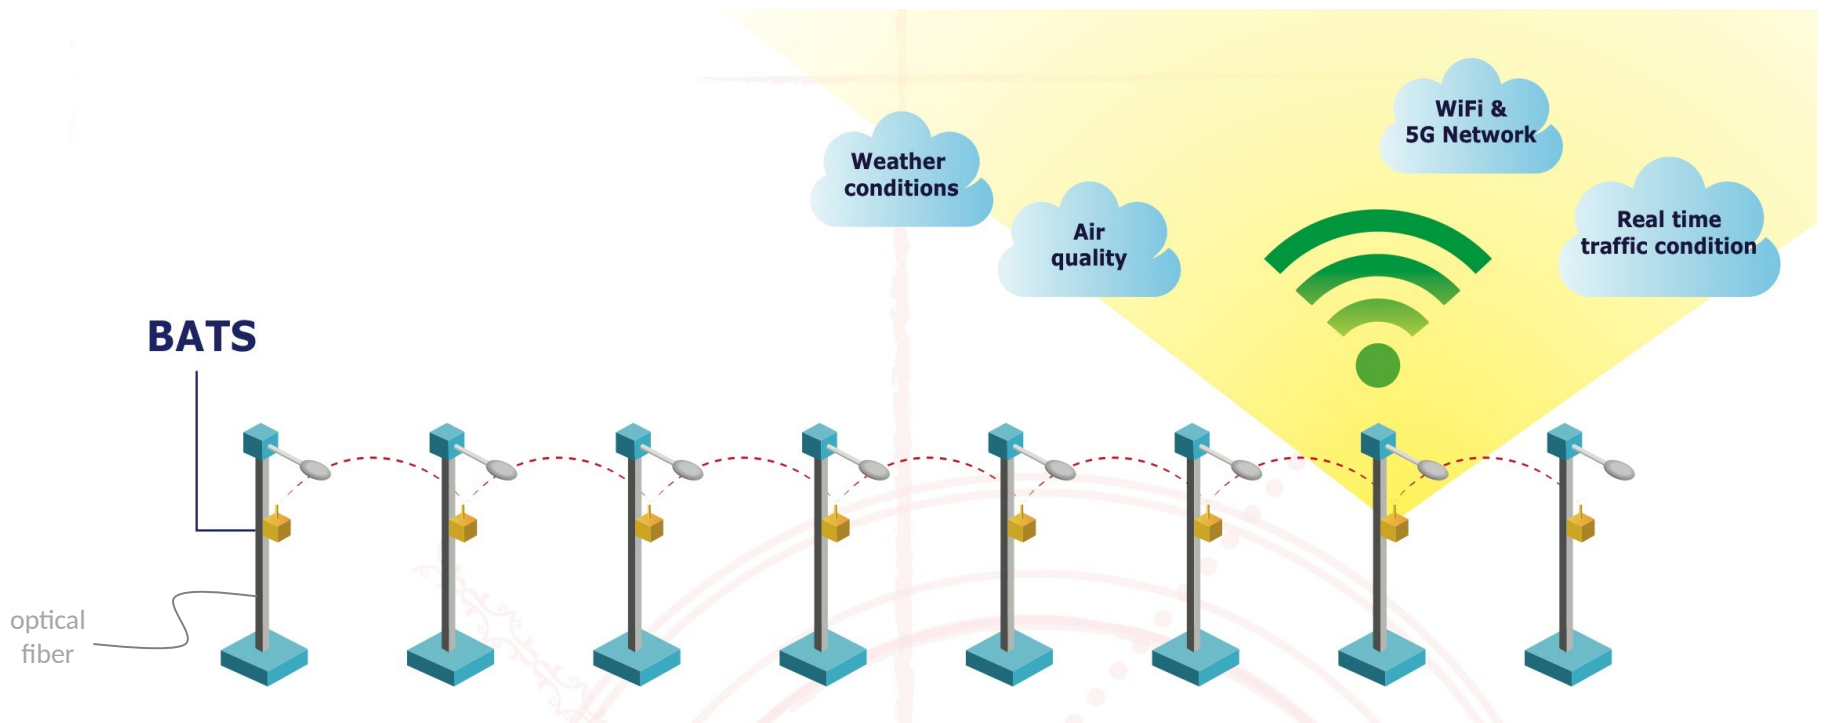 WiFi &
5G Network
Weather
conditions
Air
quality
Real time
traffic condition
BATS
optical
fiber